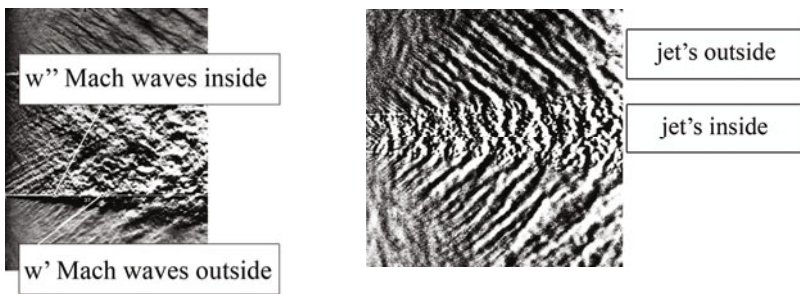 w'' Mach waves inside
w' Mach waves outside
jet's outside
jet's inside